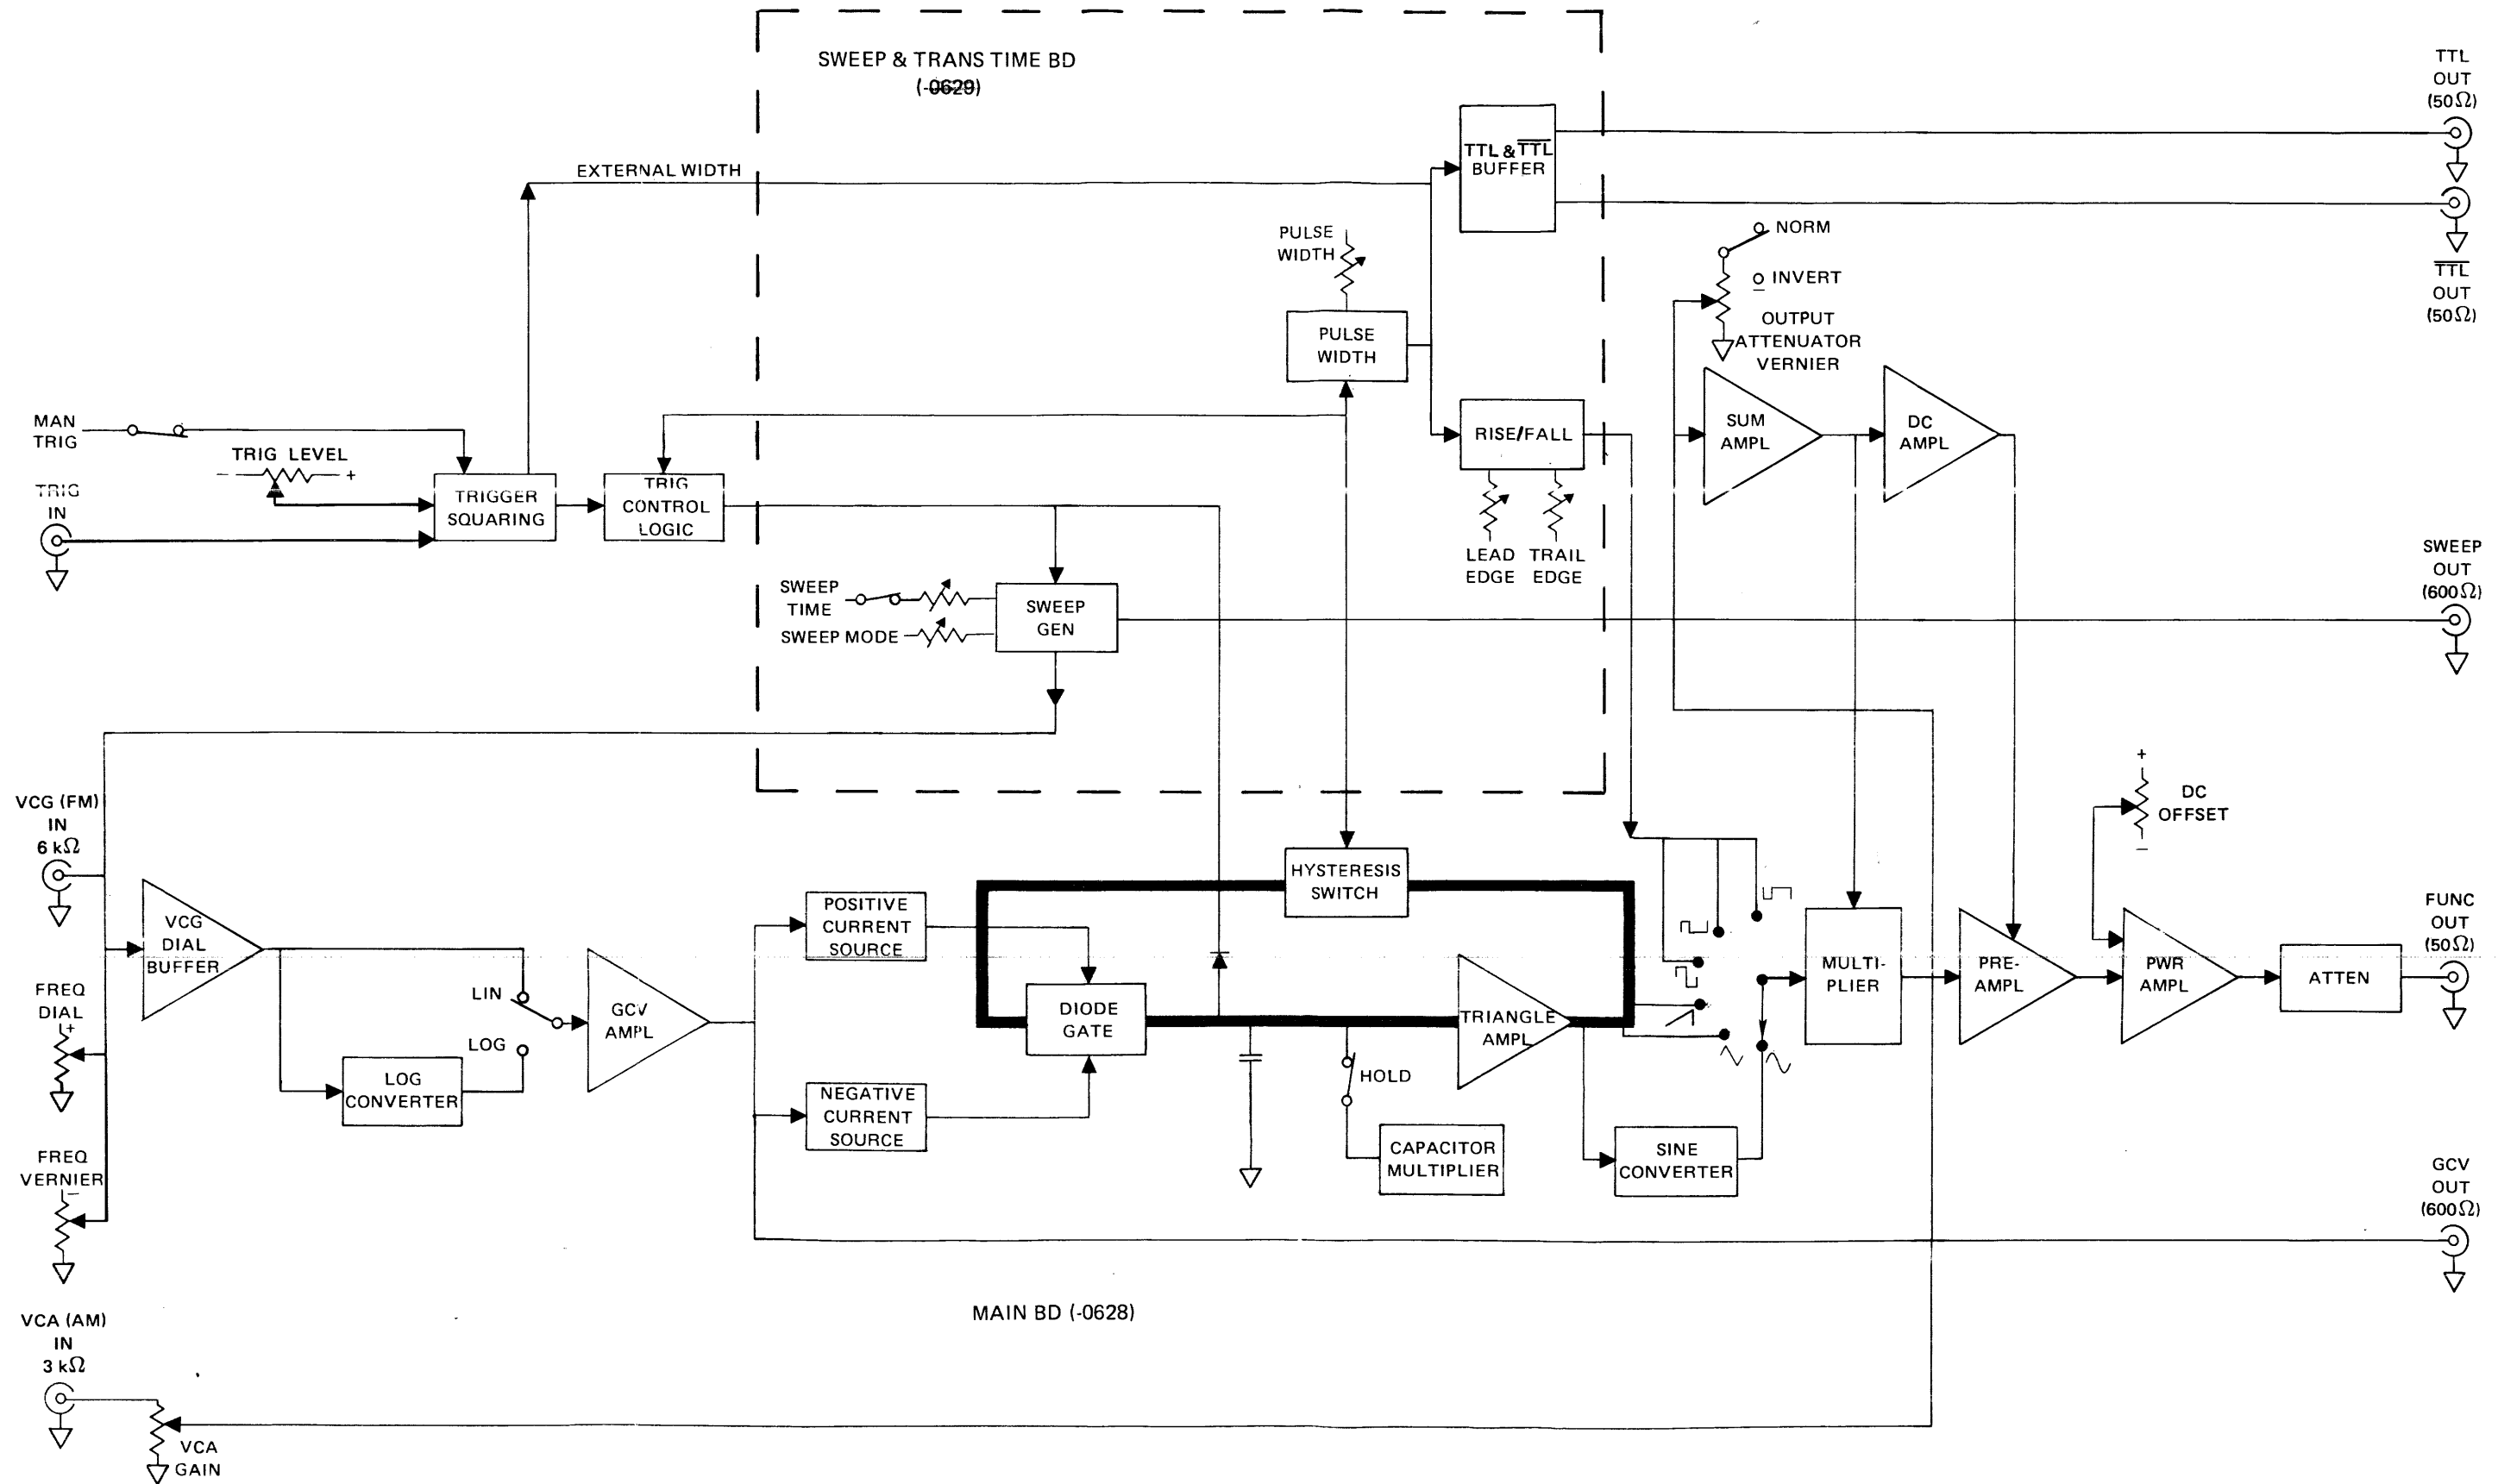 SWEEP & TRANS TIME BD
(-0629)
TTL
OUT
(50Ω)
TTL & T̅T̅L̅
BUFFER
EXTERNAL WIDTH
T̅T̅L̅
OUT
(50Ω)
PULSE
WIDTH
NORM
INVERT
OUTPUT
ATTENUATOR
VERNIER
PULSE
WIDTH
MAN
TRIG
TRIG LEVEL
− +
TRIG
IN
TRIGGER
SQUARING
TRIG
CONTROL
LOGIC
RISE/FALL
SUM
AMPL
DC
AMPL
LEAD
EDGE
TRAIL
EDGE
SWEEP
TIME
SWEEP MODE
SWEEP
GEN
SWEEP
OUT
(600Ω)
VCG (FM)
IN
6 kΩ
VCG
DIAL
BUFFER
FREQ
DIAL
+
LIN
LOG
LOG
CONVERTER
GCV
AMPL
POSITIVE
CURRENT
SOURCE
NEGATIVE
CURRENT
SOURCE
DIODE
GATE
HYSTERESIS
SWITCH
TRIANGLE
AMPL
HOLD
CAPACITOR
MULTIPLIER
SINE
CONVERTER
MULTI-
PLIER
PRE-
AMPL
+
DC
OFFSET
−
PWR
AMPL
ATTEN
FUNC
OUT
(50Ω)
FREQ
VERNIER
−
GCV
OUT
(600Ω)
MAIN BD (-0628)
VCA (AM)
IN
3 kΩ
VCA
GAIN